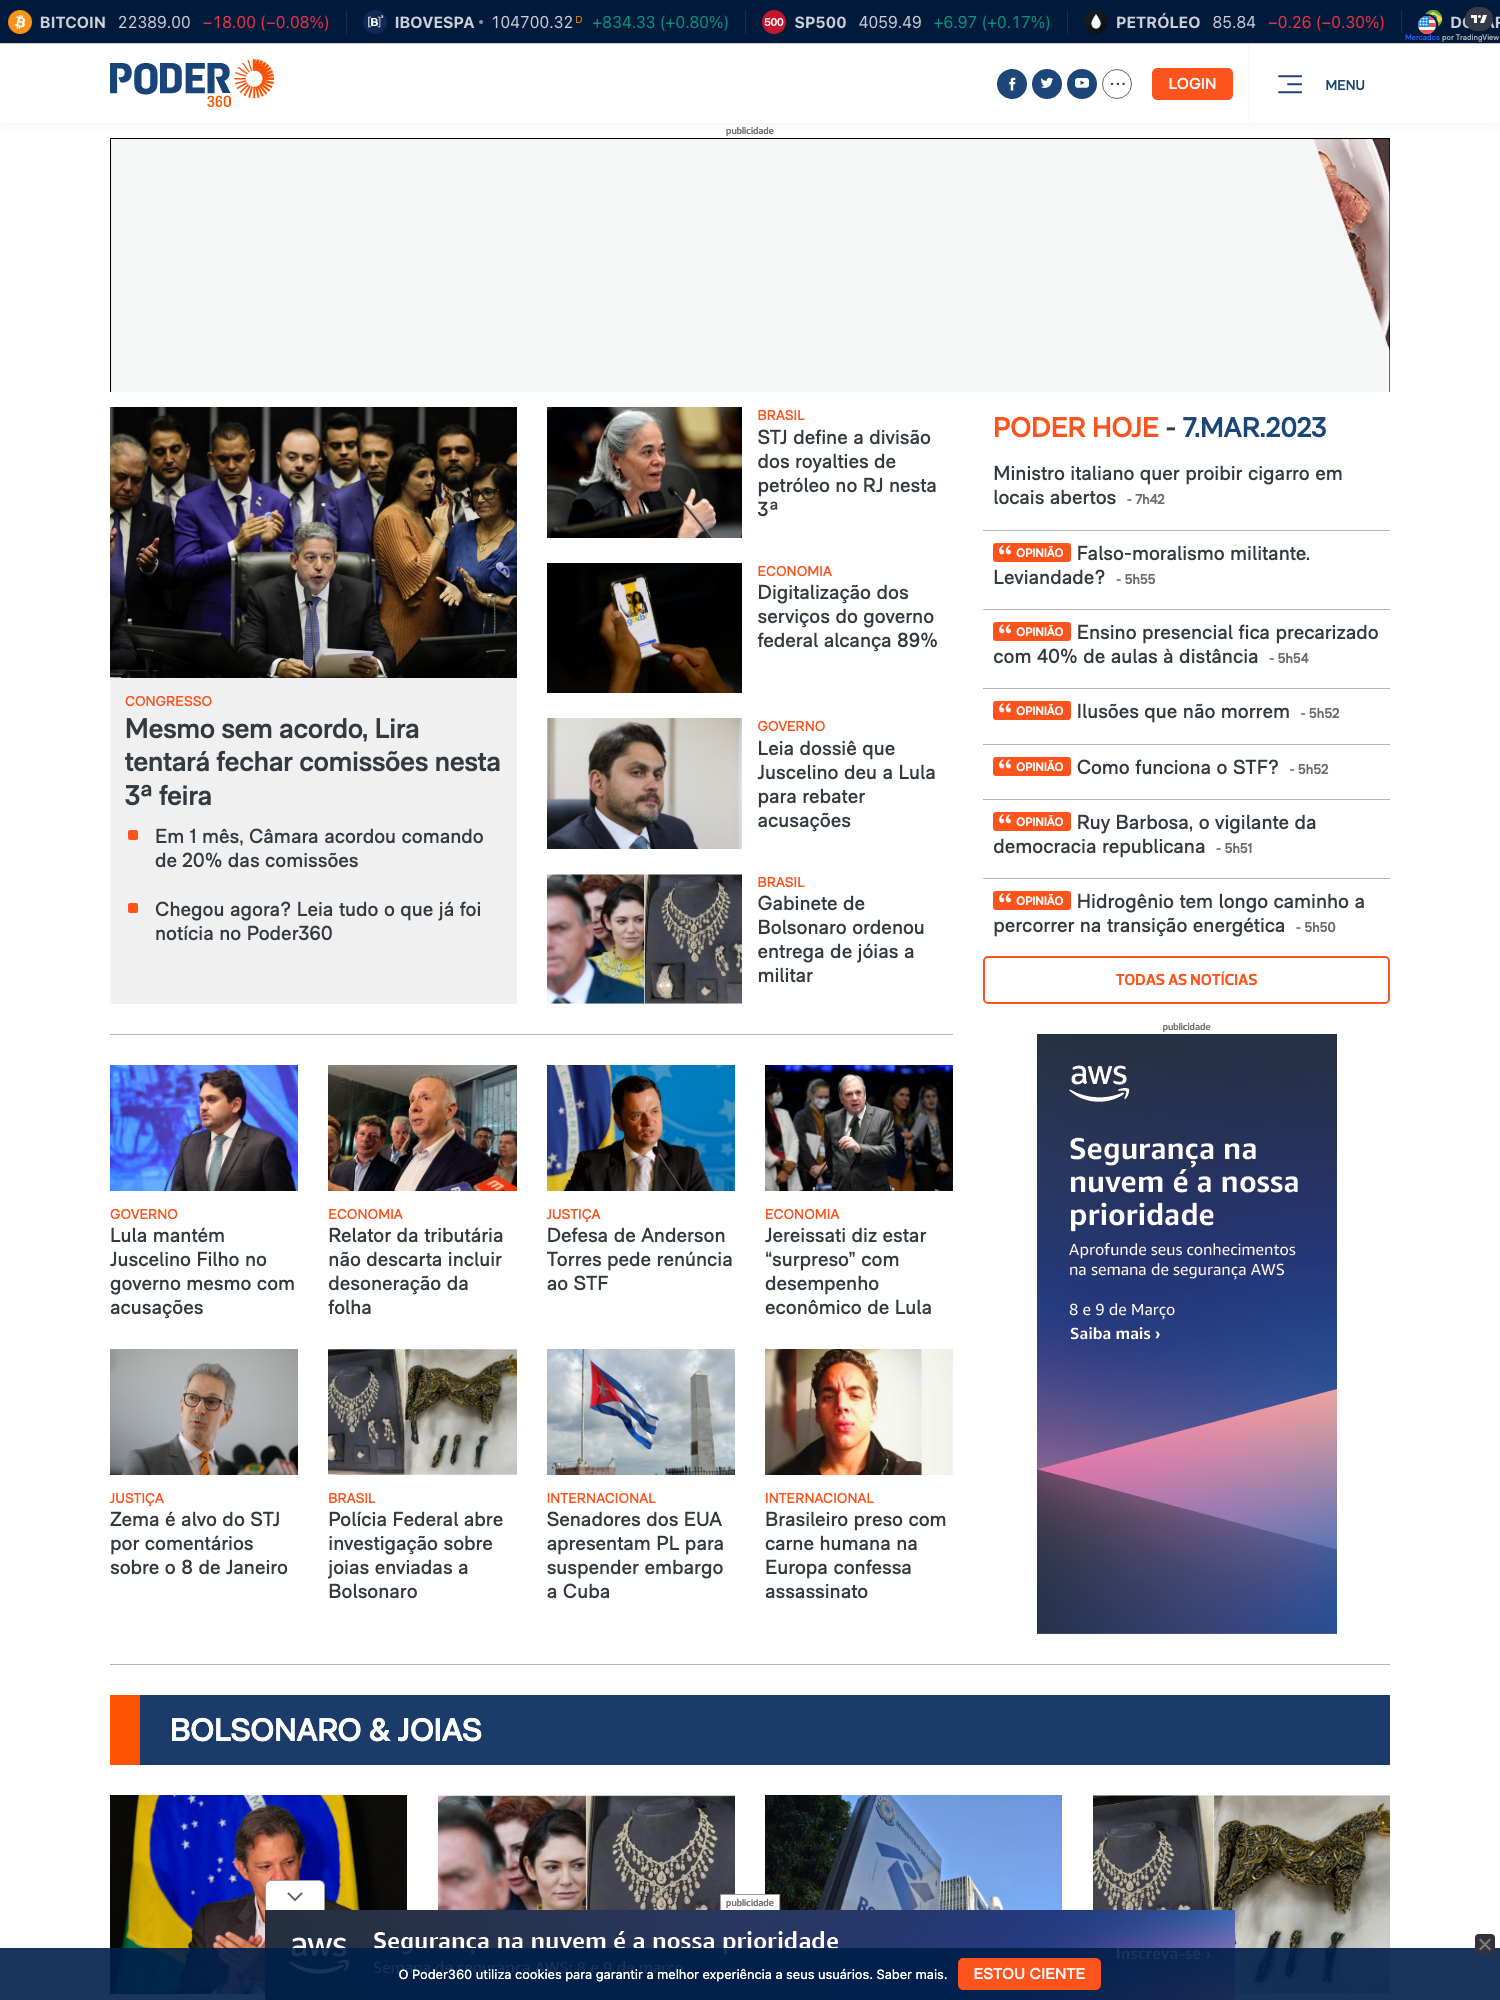 BITCOIN 22389.00 −18.00 (−0.08%) IBOVESPA 104700.32 D +834.33 (+0.80%) 500 SP500 4059.49 +6.97 (+0.17%) PETRÓLEO 85.84 −0.26 (−0.30%)
Mercados por TradingView
PODER
360
LOGIN
MENU
publicidade
CONGRESSO
Mesmo sem acordo, Lira
tentará fechar comissões nesta
3ª feira
Em 1 mês, Câmara acordou comando
de 20% das comissões
Chegou agora? Leia tudo o que já foi
notícia no Poder360
BRASIL
STJ define a divisão
dos royalties de
petróleo no RJ nesta
3ª
ECONOMIA
Digitalização dos
serviços do governo
federal alcança 89%
GOVERNO
Leia dossiê que
Juscelino deu a Lula
para rebater
acusações
BRASIL
Gabinete de
Bolsonaro ordenou
entrega de jóias a
militar
PODER HOJE - 7.MAR.2023
Ministro italiano quer proibir cigarro em
locais abertos - 7h42
“ OPINIÃO Falso-moralismo militante.
Leviandade? - 5h55
“ OPINIÃO Ensino presencial fica precarizado
com 40% de aulas à distância - 5h54
“ OPINIÃO Ilusões que não morrem - 5h52
“ OPINIÃO Como funciona o STF? - 5h52
“ OPINIÃO Ruy Barbosa, o vigilante da
democracia republicana - 5h51
“ OPINIÃO Hidrogênio tem longo caminho a
percorrer na transição energética - 5h50
TODAS AS NOTÍCIAS
publicidade
aws
Segurança na
nuvem é a nossa
prioridade
Aprofunde seus conhecimentos
na semana de segurança AWS
8 e 9 de Março
Saiba mais ›
GOVERNO
Lula mantém
Juscelino Filho no
governo mesmo com
acusações
ECONOMIA
Relator da tributária
não descarta incluir
desoneração da
folha
JUSTIÇA
Defesa de Anderson
Torres pede renúncia
ao STF
ECONOMIA
Jereissati diz estar
“surpreso” com
desempenho
econômico de Lula
JUSTIÇA
Zema é alvo do STJ
por comentários
sobre o 8 de Janeiro
BRASIL
Polícia Federal abre
investigação sobre
joias enviadas a
Bolsonaro
INTERNACIONAL
Senadores dos EUA
apresentam PL para
suspender embargo
a Cuba
INTERNACIONAL
Brasileiro preso com
carne humana na
Europa confessa
assassinato
BOLSONARO & JOIAS
publicidade
aws
Segurança na nuvem é a nossa prioridade
Inscreva-se ›
O Poder360 utiliza cookies para garantir a melhor experiência a seus usuários. Saber mais.
ESTOU CIENTE